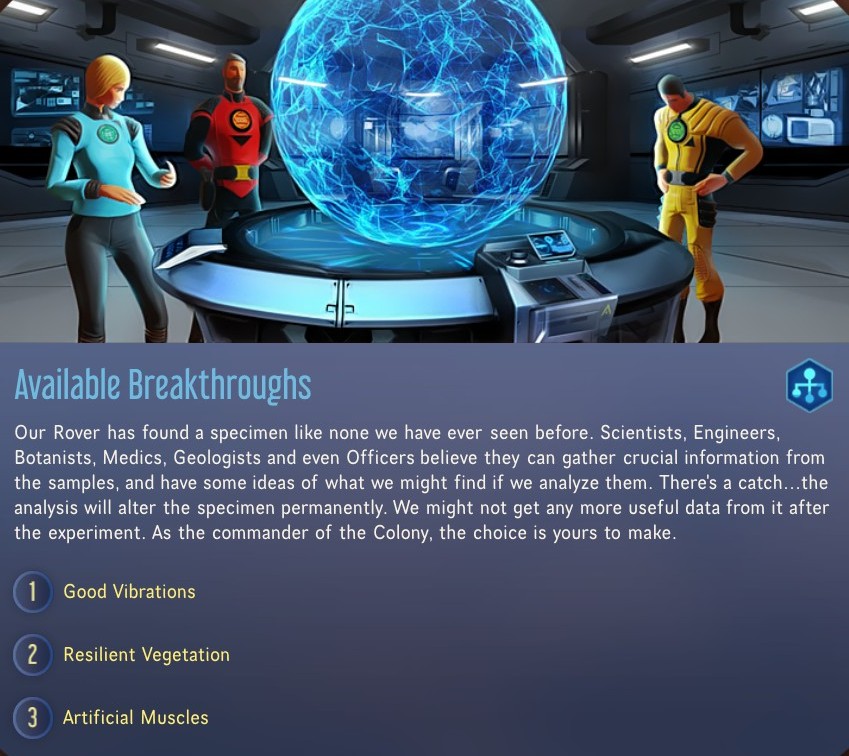 Available Breakthroughs
Our Rover has found a specimen like none we have ever seen before. Scientists, Engineers,
Botanists, Medics, Geologists and even Officers believe they can gather crucial information from
the samples, and have some ideas of what we might find if we analyze them. There's a catch...the
analysis will alter the specimen permanently. We might not get any more useful data from it after
the experiment. As the commander of the Colony, the choice is yours to make.
1 Good Vibrations
2 Resilient Vegetation
3 Artificial Muscles